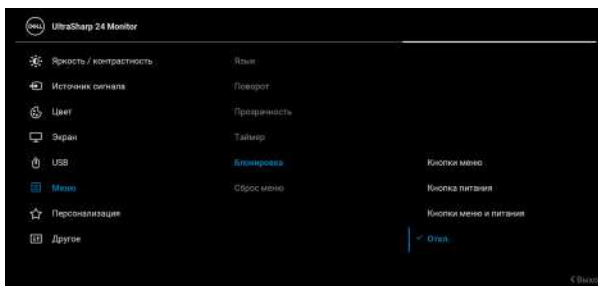 DELL UltraSharp 24 Monitor
Яркость / контрастность
Язык
Источник сигнала
Поворот
Цвет
Прозрачность
Экран
Таймер
USB
Блокировка
Кнопки меню
Меню
Сброс меню
Кнопка питания
Персонализация
Кнопки меню и питания
Другое
Откл.